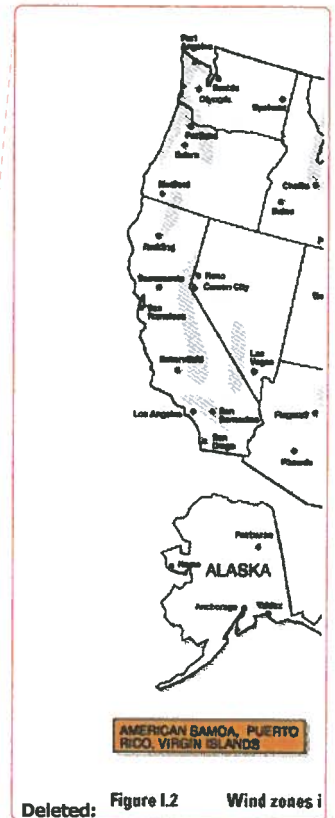 Port
Angeles
Seattle
Olympia
Spokane
Portland
Salem
Medford
Boise
Redding
Reno
Sacramento
Carson City
San
Francisco
Las
Vegas
Bakersfield
Los Angeles
San
Bernardino
Flagstaff
San
Diego
Phoenix
Fairbanks
Nome
ALASKA
Anchorage
Valdez
AMERICAN SAMOA, PUERTO
RICO, VIRGIN ISLANDS
Deleted: Figure I.2 Wind zones i